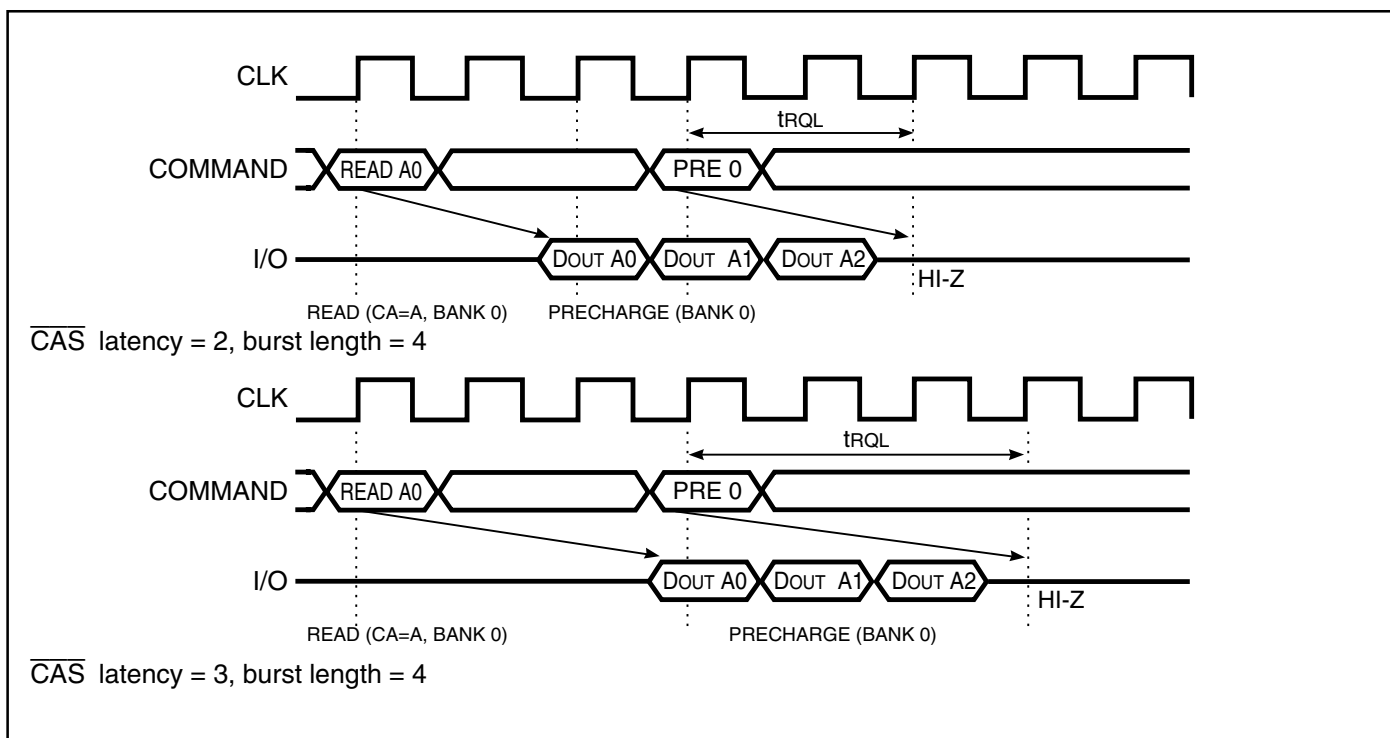 CLK
tRQL
COMMAND READ A0 PRE 0
I/O DOUT A0 DOUT A1 DOUT A2 HI-Z
READ (CA=A, BANK 0) PRECHARGE (BANK 0)
CAS latency = 2, burst length = 4
CLK
tRQL
COMMAND READ A0 PRE 0
I/O DOUT A0 DOUT A1 DOUT A2 HI-Z
READ (CA=A, BANK 0) PRECHARGE (BANK 0)
CAS latency = 3, burst length = 4